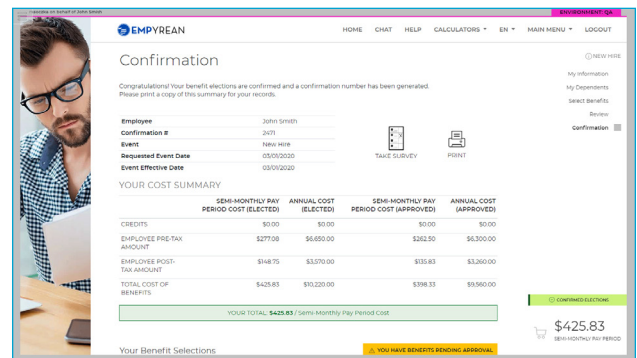 Executing on behalf of John Smith
ENVIRONMENT: QA
EMPYREAN
HOME CHAT HELP CALCULATORS EN MAIN MENU LOGOUT
Confirmation
NEW HIRE
My Information
My Dependents
Select Benefits
Review
Confirmation
Congratulations! Your benefit elections are confirmed and a confirmation number has been generated.
Please print a copy of this summary for your records.
Employee John Smith
Confirmation # 2471
Event New Hire
Requested Event Date 03/01/2020
Event Effective Date 03/01/2020
TAKE SURVEY
PRINT
YOUR COST SUMMARY
SEMI-MONTHLY PAY PERIOD COST (ELECTED) ANNUAL COST (ELECTED) SEMI-MONTHLY PAY PERIOD COST (APPROVED) ANNUAL COST (APPROVED)
CREDITS $0.00 $0.00 $0.00 $0.00
EMPLOYEE PRE-TAX AMOUNT $277.08 $6,650.00 $262.50 $6,300.00
EMPLOYEE POST-TAX AMOUNT $148.75 $3,570.00 $135.83 $3,260.00
TOTAL COST OF BENEFITS $425.83 $10,220.00 $398.33 $9,560.00
YOUR TOTAL: $425.83 / Semi-Monthly Pay Period Cost
CONFIRMED ELECTIONS
$425.83
SEMI-MONTHLY PAY PERIOD
Your Benefit Selections
YOU HAVE BENEFITS PENDING APPROVAL